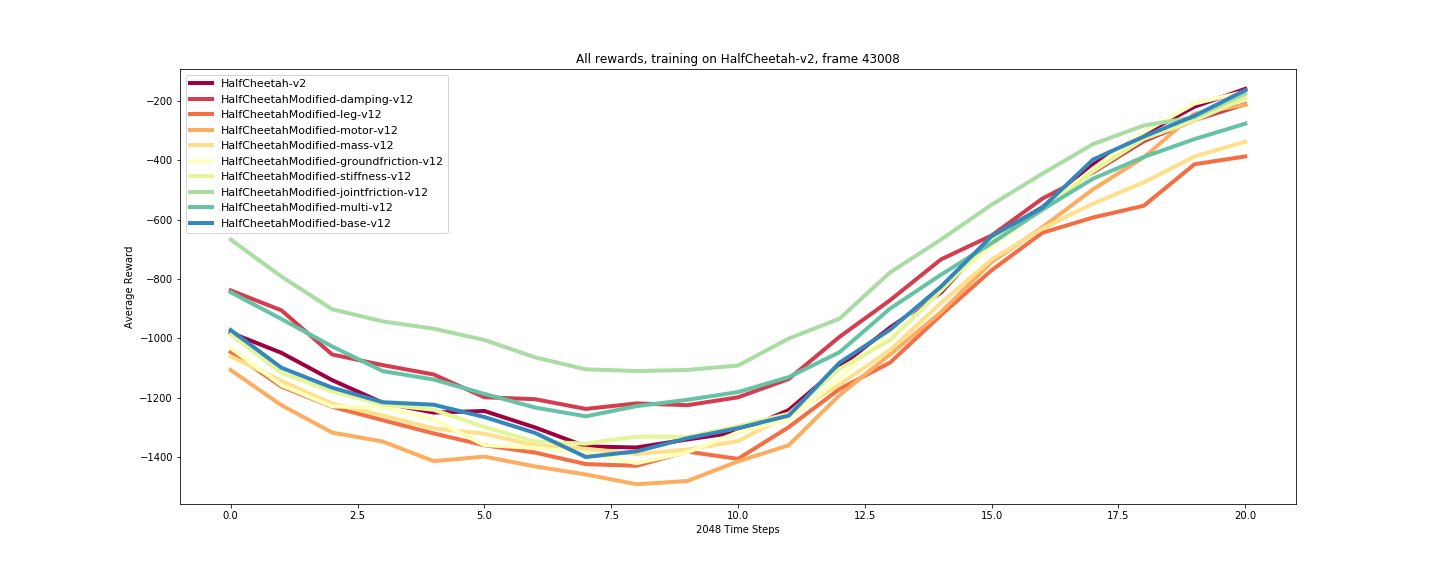 All rewards, training on HalfCheetah-v2, frame 43008
HalfCheetah-v2
HalfCheetahModified-damping-v12
HalfCheetahModified-leg-v12
HalfCheetahModified-motor-v12
HalfCheetahModified-mass-v12
HalfCheetahModified-groundfriction-v12
HalfCheetahModified-stiffness-v12
HalfCheetahModified-jointfriction-v12
HalfCheetahModified-multi-v12
HalfCheetahModified-base-v12
Average Reward
−200
−400
−600
−800
−1000
−1200
−1400
0.0 2.5 5.0 7.5 10.0 12.5 15.0 17.5 20.0
2048 Time Steps